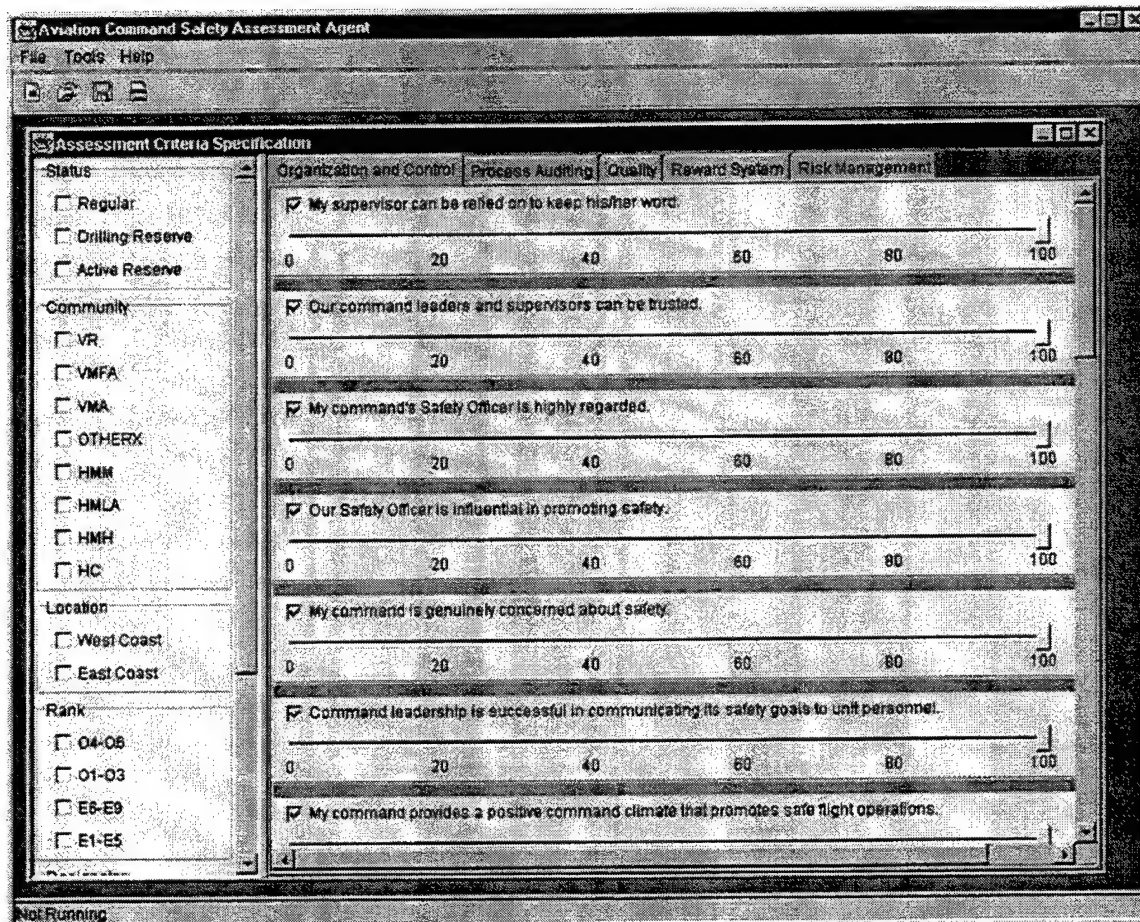 Aviation Command Safety Assessment Agent
File Tools Help
Assessment Criteria Specification
Status
Regular
Drilling Reserve
Active Reserve
Community
VR
VMFA
VMA
OTHERX
HMM
HMLA
HMH
HC
Location
West Coast
East Coast
Rank
O4-O6
O1-O3
E6-E9
E1-E5
Organization and Control Process Auditing Quality Reward System Risk Management
My supervisor can be relied on to keep his/her word.
0 20 40 60 80 100
Our command leaders and supervisors can be trusted.
0 20 40 60 80 100
My command's Safety Officer is highly regarded.
0 20 40 60 80 100
Our Safety Officer is influential in promoting safety.
0 20 40 60 80 100
My command is genuinely concerned about safety.
0 20 40 60 80 100
Command leadership is successful in communicating its safety goals to unit personnel.
0 20 40 60 80 100
My command provides a positive command climate that promotes safe flight operations.
Not Running